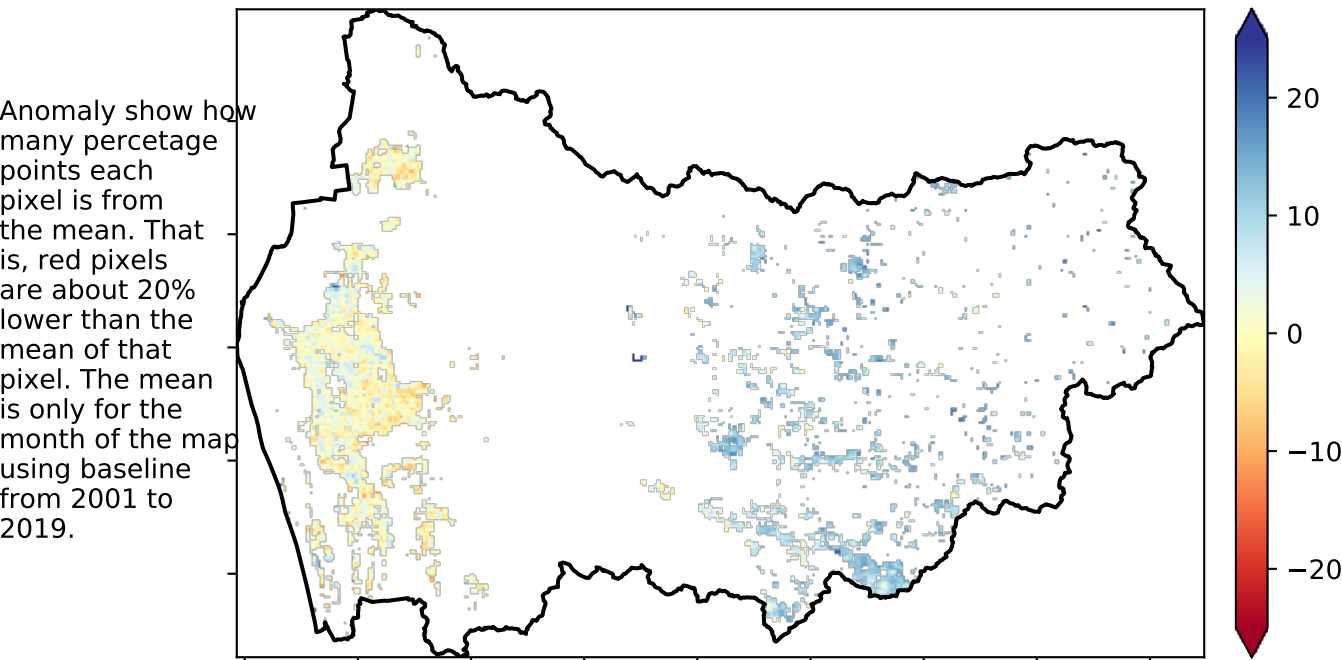 Anomaly show how
many percetage
points each
pixel is from
the mean. That
is, red pixels
are about 20%
lower than the
mean of that
pixel. The mean
is only for the
month of the map
using baseline
from 2001 to
2019.
20
10
0
−10
−20